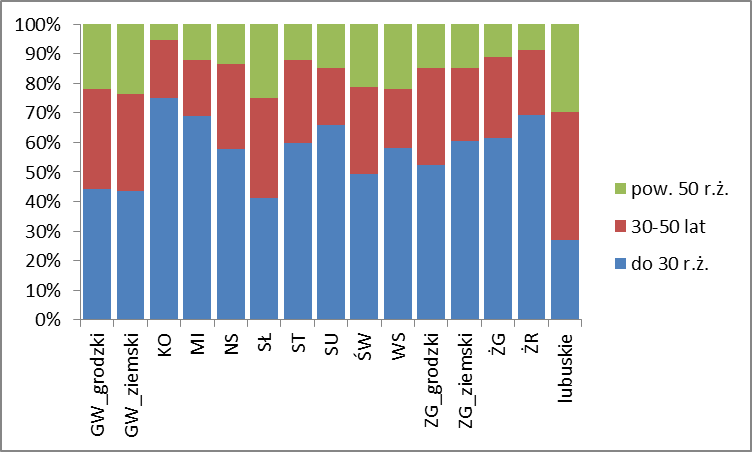 100%
90%
80%
70%
60%
50%
40%
30%
20%
10%
0%
GW_grodzki
GW_ziemski
KO
MI
NS
SŁ
ST
SU
ŚW
WS
ZG_grodzki
ZG_ziemski
ŻG
ŻR
lubuskie
pow. 50 r.ż.
30-50 lat
do 30 r.ż.